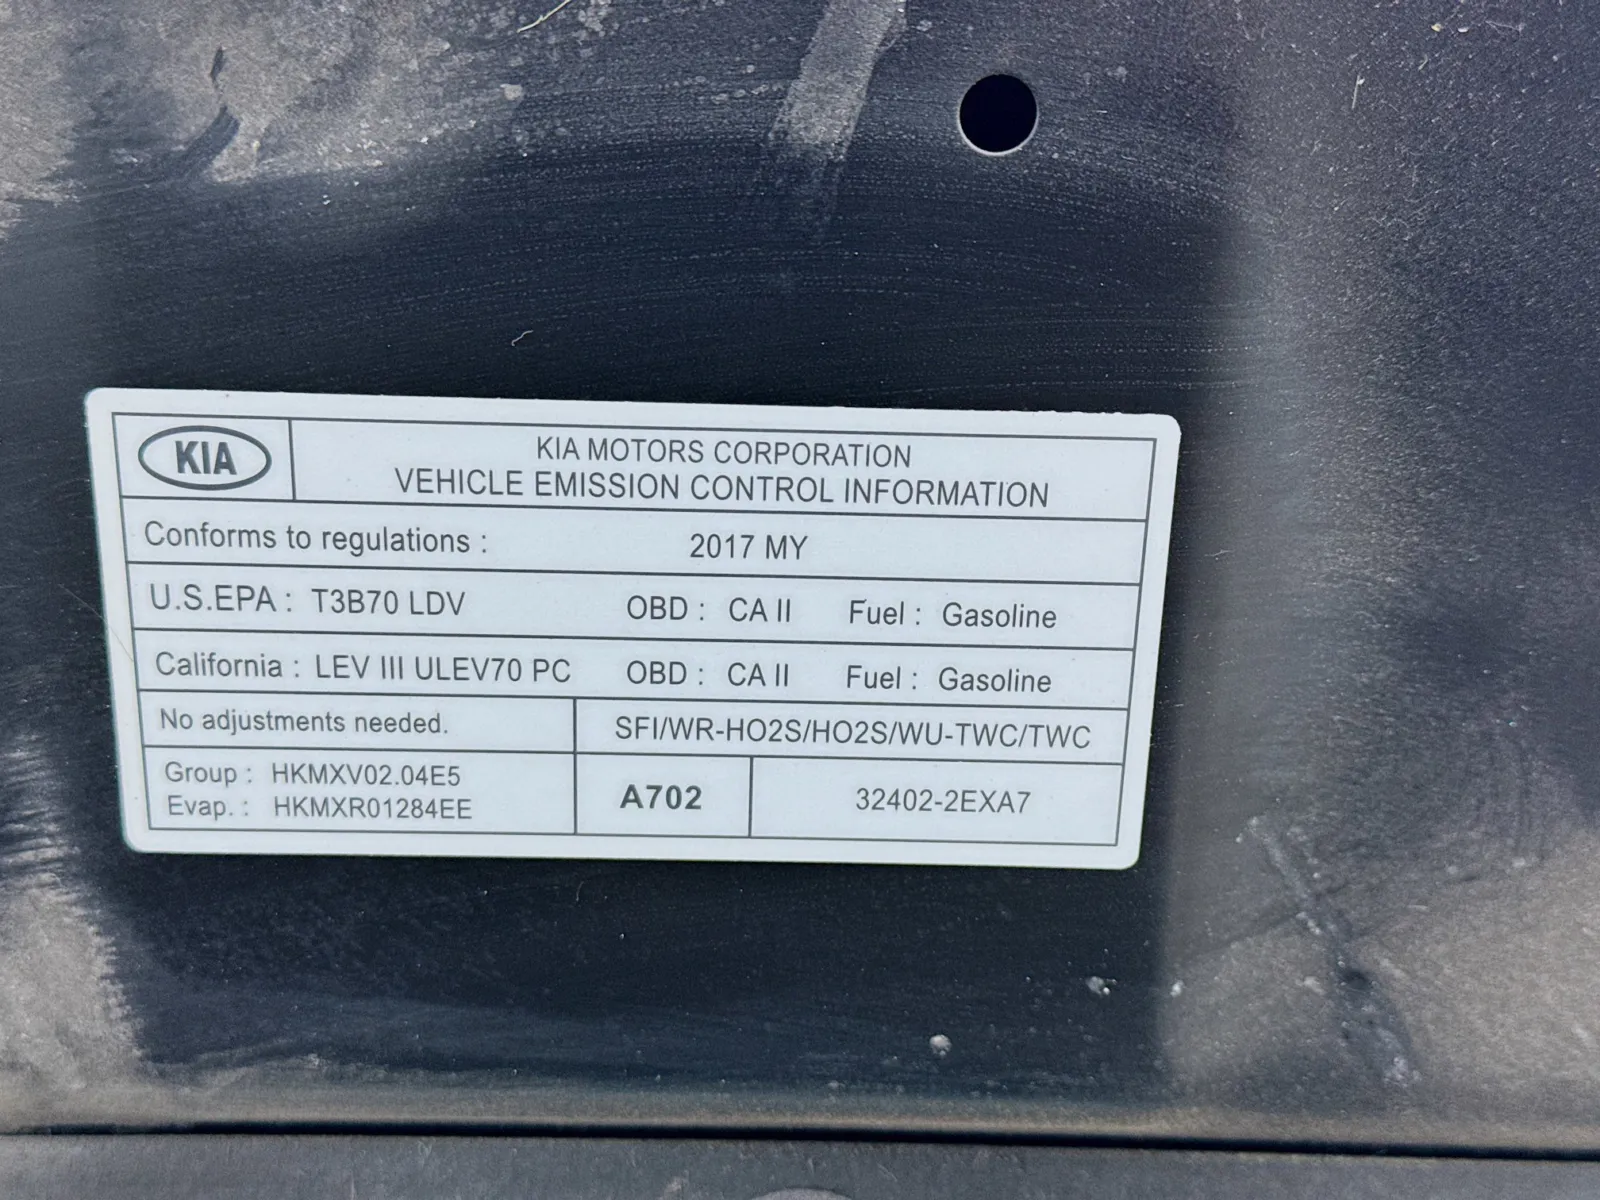 KIA
KIA MOTORS CORPORATION
VEHICLE EMISSION CONTROL INFORMATION
Conforms to regulations : 2017 MY
U.S.EPA : T3B70 LDV OBD : CA II Fuel : Gasoline
California : LEV III ULEV70 PC OBD : CA II Fuel : Gasoline
No adjustments needed. SFI/WR-HO2S/HO2S/WU-TWC/TWC
Group : HKMXV02.04E5
Evap. : HKMXR01284EE
A702
32402-2EXA7